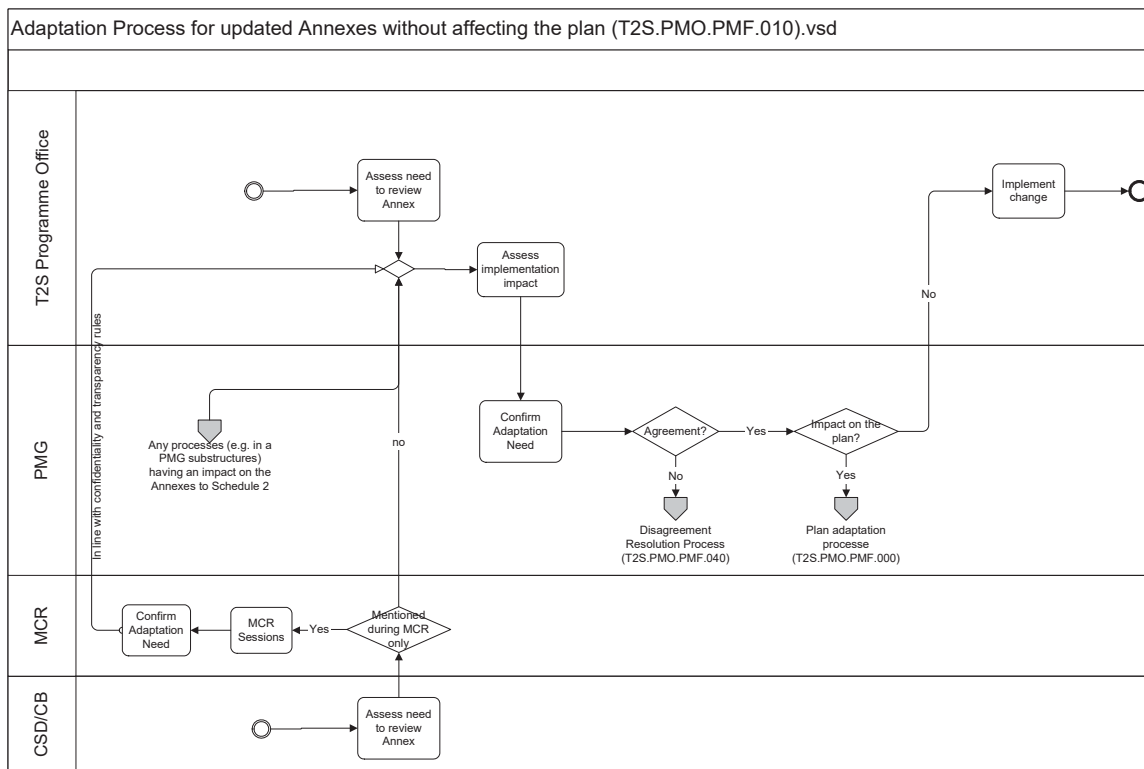 Adaptation Process for updated Annexes without affecting the plan (T2S.PMO.PMF.010).vsd
T2S Programme Office
Assess need
to review
Annex
Assess
implementation
impact
Implement
change
No
In line with confidentiality and transparency rules
PMG
Any processes (e.g. in a
PMG substructures)
having an impact on the
Annexes to Schedule 2
no
Confirm
Adaptation
Need
Agreement?
Yes
Impact on the
plan?
No
Yes
Disagreement
Resolution Process
(T2S.PMO.PMF.040)
Plan adaptation
processe
(T2S.PMO.PMF.000)
MCR
Confirm
Adaptation
Need
MCR
Sessions
Yes
Mentioned
during MCR
only
CSD/CB
Assess need
to review
Annex